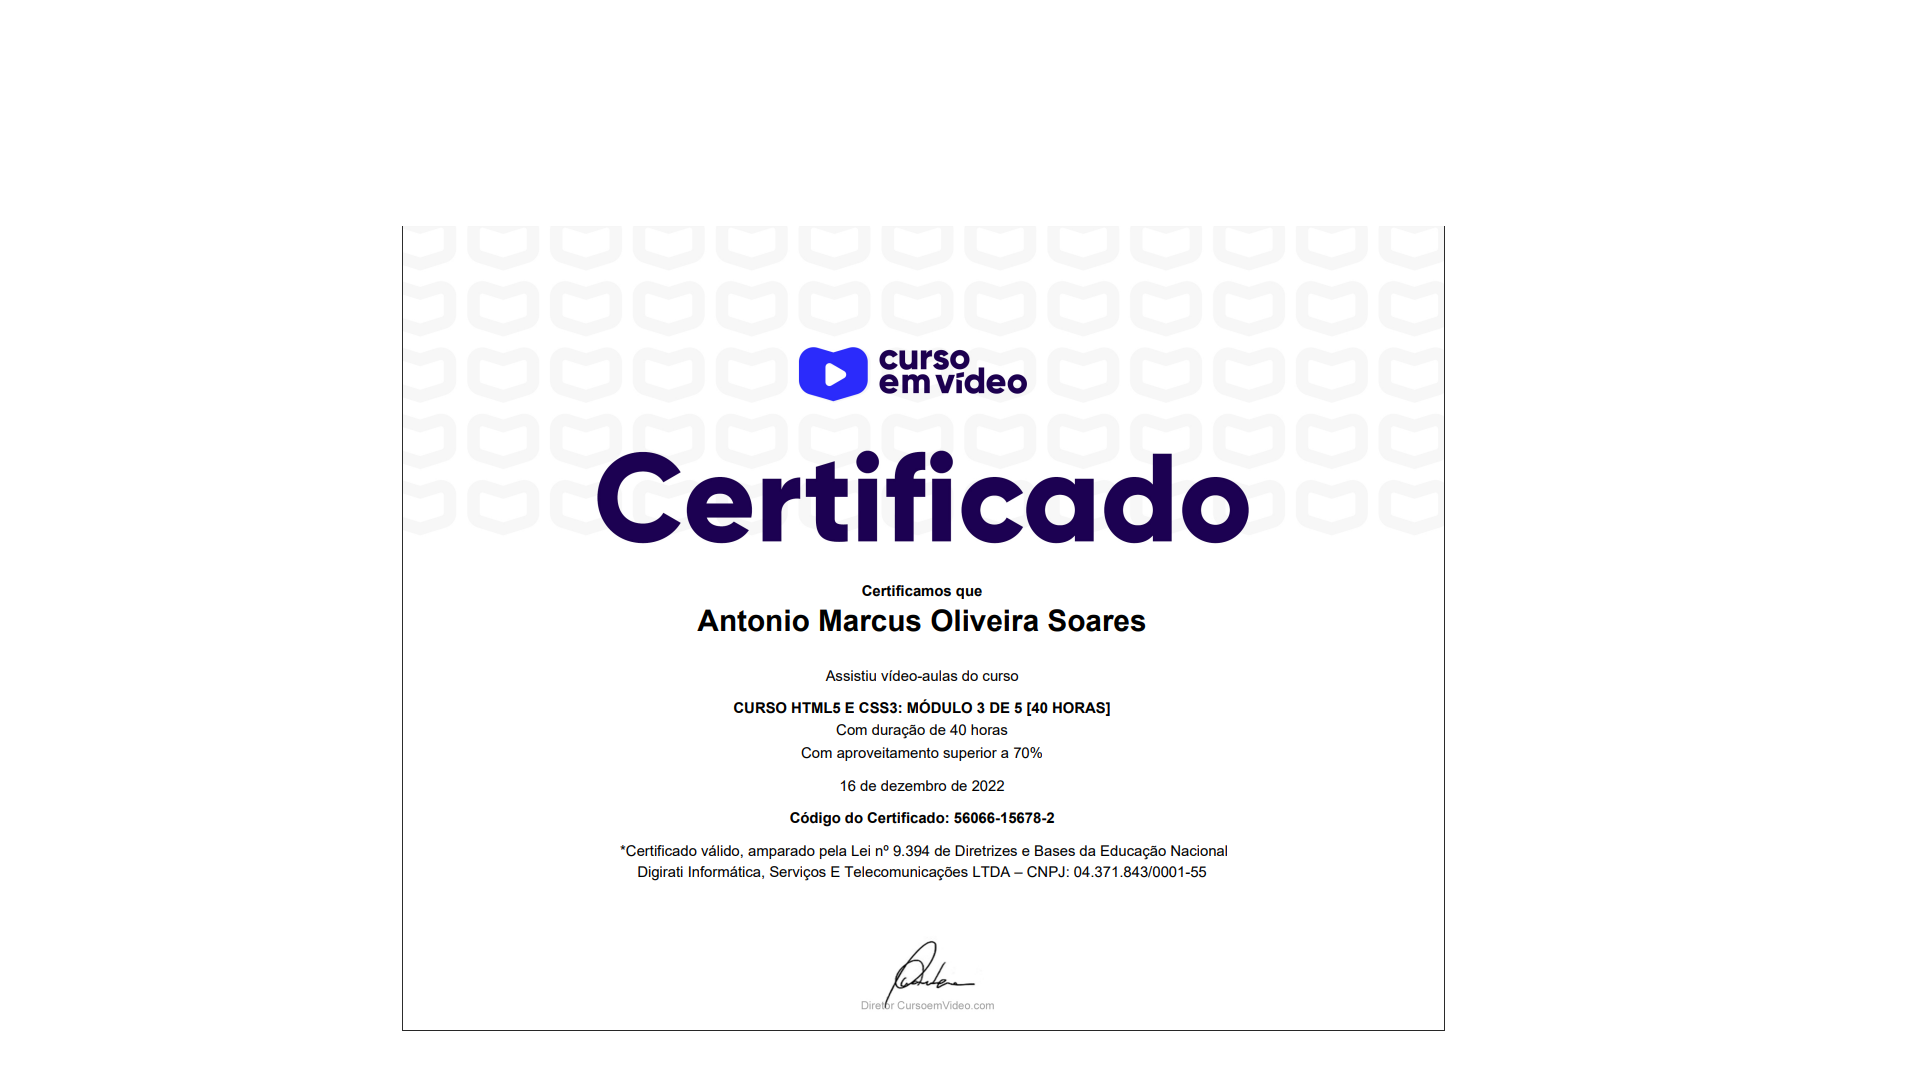 curso
em vídeo
Certificado
Certificamos que
Antonio Marcus Oliveira Soares
Assistiu vídeo-aulas do curso
CURSO HTML5 E CSS3: MÓDULO 3 DE 5 [40 HORAS]
Com duração de 40 horas
Com aproveitamento superior a 70%
16 de dezembro de 2022
Código do Certificado: 56066-15678-2
*Certificado válido, amparado pela Lei nº 9.394 de Diretrizes e Bases da Educação Nacional
Digirati Informática, Serviços E Telecomunicações LTDA – CNPJ: 04.371.843/0001-55
Diretor CursoemVideo.com